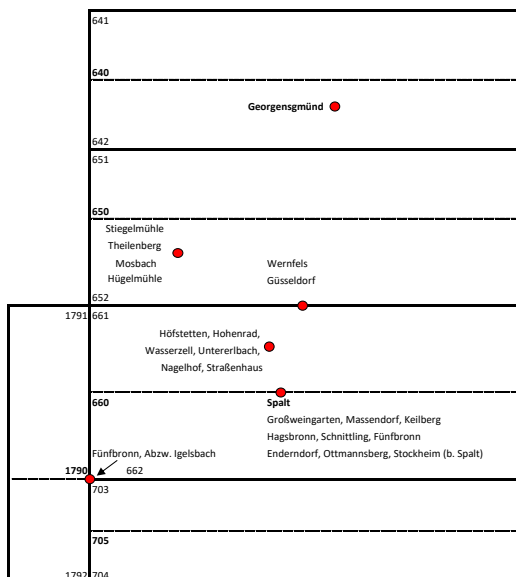 641
640
Georgensgmünd
642
651
650
Stiegelmühle
Theilenberg
Mosbach
Hügelmühle
Wernfels
Güsseldorf
652
1791 661
Höfstetten, Hohenrad,
Wasserzell, Untererlbach,
Nagelhof, Straßenhaus
660
Spalt
Großweingarten, Massendorf, Keilberg
Hagsbronn, Schnittling, Fünfbronn
Enderndorf, Ottmannsberg, Stockheim (b. Spalt)
Fünfbronn, Abzw. Igelsbach
1790 662
703
705
1792 704